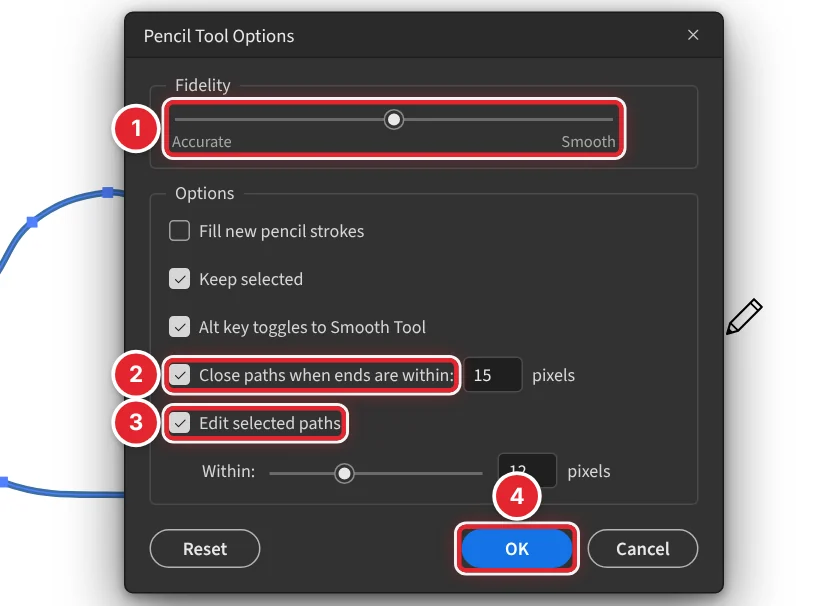 Pencil Tool Options
Fidelity
1
Accurate Smooth
Options
Fill new pencil strokes
Keep selected
Alt key toggles to Smooth Tool
2 Close paths when ends are within: 15 pixels
3 Edit selected paths
Within: 12 pixels
4
Reset OK Cancel